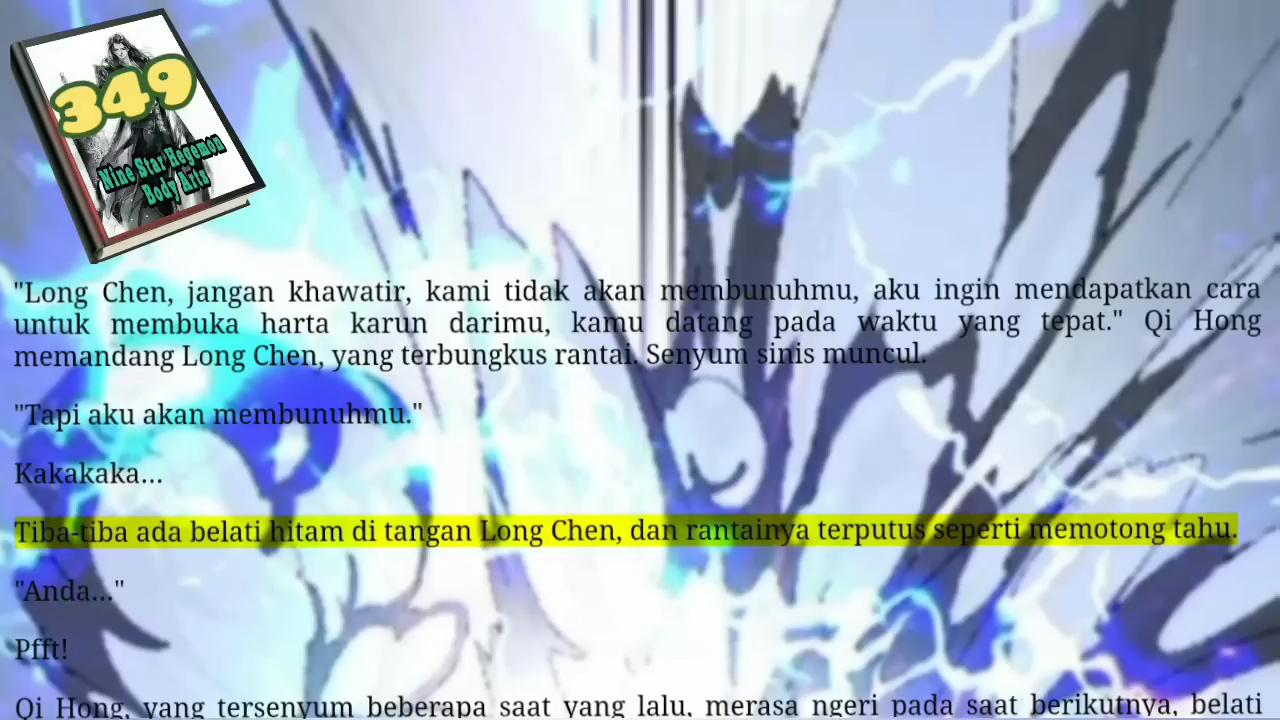 349
Nine Star Hegemon
Body Arts
"Long Chen, jangan khawatir, kami tidak akan membunuhmu, aku ingin mendapatkan cara
untuk membuka harta karun darimu, kamu datang pada waktu yang tepat." Qi Hong
memandang Long Chen, yang terbungkus rantai. Senyum sinis muncul.
"Tapi aku akan membunuhmu."
Kakakaka...
Tiba-tiba ada belati hitam di tangan Long Chen, dan rantainya terputus seperti memotong tahu.
"Anda..."
Pfft!
Qi Hong, yang tersenyum beberapa saat yang lalu, merasa ngeri pada saat berikutnya, belati